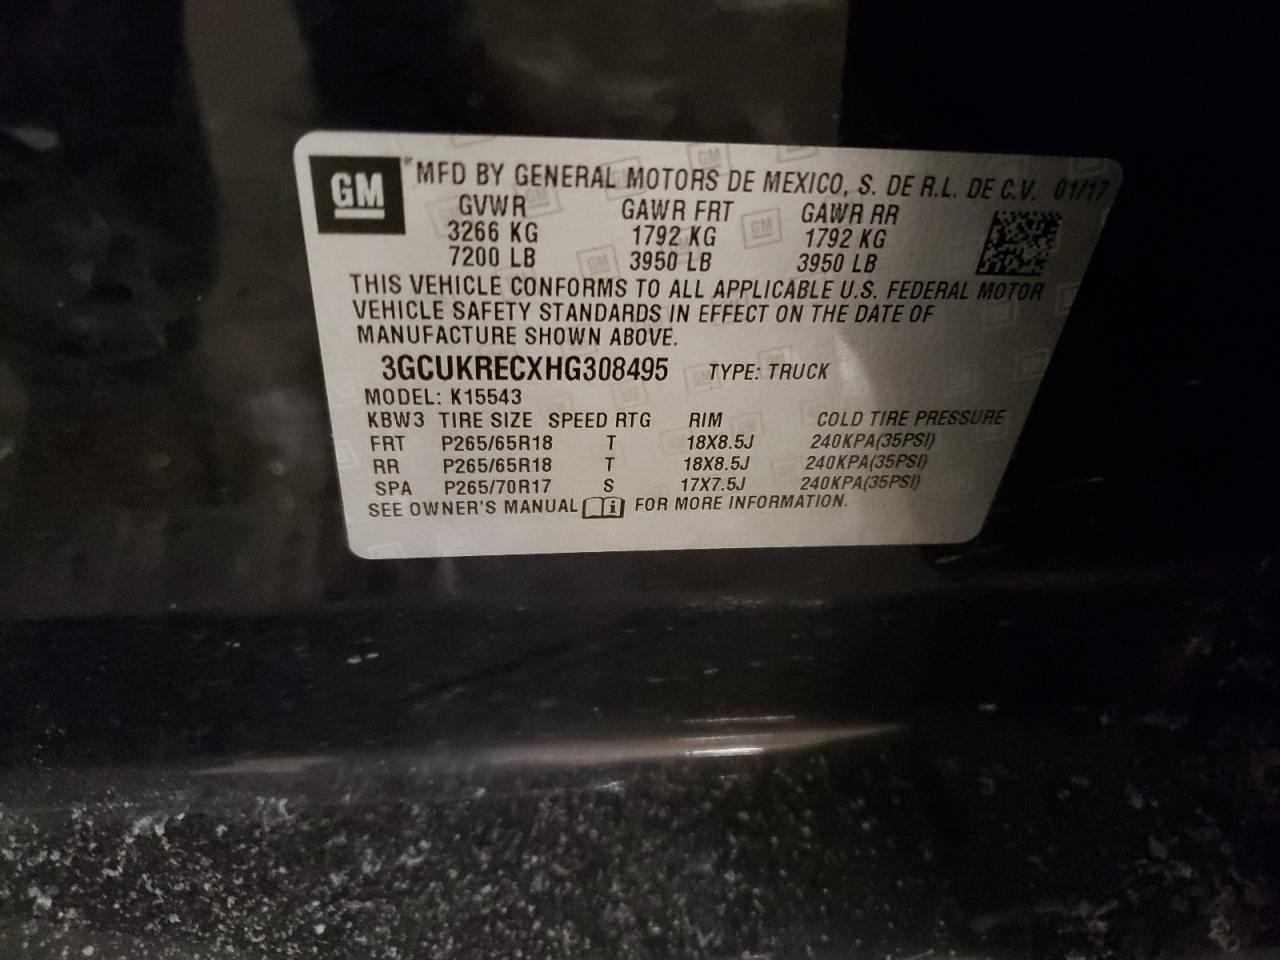 GM MFD BY GENERAL MOTORS DE MEXICO, S. DE R.L. DE C.V. 01/17
GVWR GAWR FRT GAWR RR
3266 KG 1792 KG 1792 KG
7200 LB 3950 LB 3950 LB
THIS VEHICLE CONFORMS TO ALL APPLICABLE U.S. FEDERAL MOTOR
VEHICLE SAFETY STANDARDS IN EFFECT ON THE DATE OF
MANUFACTURE SHOWN ABOVE.
3GCUKRECXHG308495 TYPE: TRUCK
MODEL: K15543
KBW3 TIRE SIZE SPEED RTG RIM COLD TIRE PRESSURE
FRT P265/65R18 T 18X8.5J 240KPA(35PSI)
RR P265/65R18 T 18X8.5J 240KPA(35PSI)
SPA P265/70R17 S 17X7.5J 240KPA(35PSI)
SEE OWNER'S MANUAL i FOR MORE INFORMATION.